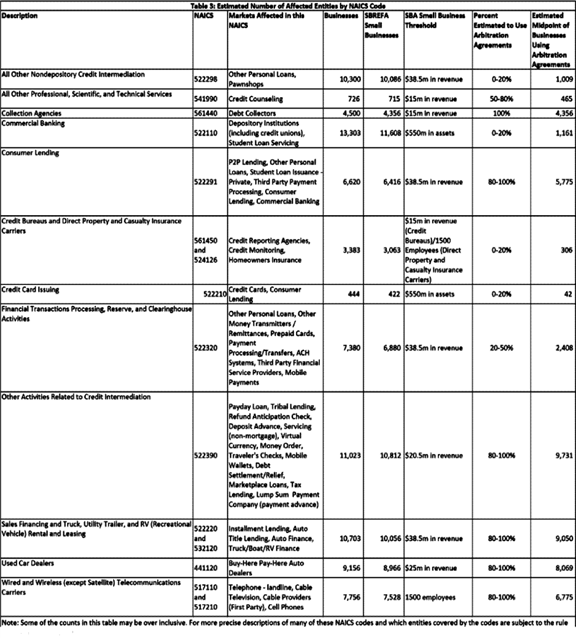 Table 3: Estimated Number of Affected Entities by NAICS Code
Description NAICS Markets Affected in this NAICS Businesses SBREFA Small Businesses SBA Small Business Threshold Percent Estimated to Use Arbitration Agreements Estimated Midpoint of Businesses Using Arbitration Agreements
All Other Nondepository Credit Intermediation
522298 Other Personal Loans, Pawnshops 10,300 10,086 $38.5m in revenue 0-20% 1,009
All Other Professional, Scientific, and Technical Services
541990 Credit Counseling 726 715 $15m in revenue 50-80% 465
Collection Agencies 561440 Debt Collectors 4,500 4,356 $15m in revenue 100% 4,356
Commercial Banking
522110 Depository Institutions (including credit unions), Student Loan Servicing 13,303 11,608 $550m in assets 0-20% 1,161
Consumer Lending
522291 P2P Lending, Other Personal Loans, Student Loan Issuance - Private, Third Party Payment Processing, Consumer Lending, Commercial Banking 6,620 6,416 $38.5m in revenue 80-100% 5,775
Credit Bureaus and Direct Property and Casualty Insurance Carriers
561450 and 524126 Credit Reporting Agencies, Credit Monitoring, Homeowners Insurance 3,383 3,063 $15m in revenue (Credit Bureaus)/1500 Employees (Direct Property and Casualty Insurance Carriers) 0-20% 306
Credit Card Issuing 522210 Credit Cards, Consumer Lending 444 422 $550m in assets 0-20% 42
Financial Transactions Processing, Reserve, and Clearinghouse Activities
522320 Other Personal Loans, Other Money Transmitters / Remittances, Prepaid Cards, Payment Processing/Transfers, ACH Systems, Third Party Financial Service Providers, Mobile Payments 7,380 6,880 $38.5m in revenue 20-50% 2,408
Other Activities Related to Credit Intermediation
522390 Payday Loan, Tribal Lending, Refund Anticipation Check, Deposit Advance, Servicing (non-mortgage), Virtual Currency, Money Order, Traveler's Checks, Mobile Wallets, Debt Settlement/Relief, Marketplace Loans, Tax Lending, Lump Sum Payment Company (payment advance) 11,023 10,812 $20.5m in revenue 80-100% 9,731
Sales Financing and Truck, Utility Trailer, and RV (Recreational Vehicle) Rental and Leasing
522220 and 532120 Installment Lending, Auto Title Lending, Auto Finance, Truck/Boat/RV Finance 10,703 10,056 $38.5m in revenue 80-100% 9,050
Used Car Dealers
441120 Buy-Here Pay-Here Auto Dealers 9,156 8,966 $25m in revenue 80-100% 8,069
Wired and Wireless (except Satellite) Telecommunications Carriers
517110 and 517210 Telephone - landline, Cable Television, Cable Providers (First Party), Cell Phones 7,756 7,528 1500 employees 80-100% 6,775
Note: Some of the counts in this table may be over inclusive. For more precise descriptions of many of these NAICS codes and which entities covered by the codes are subject to the rule